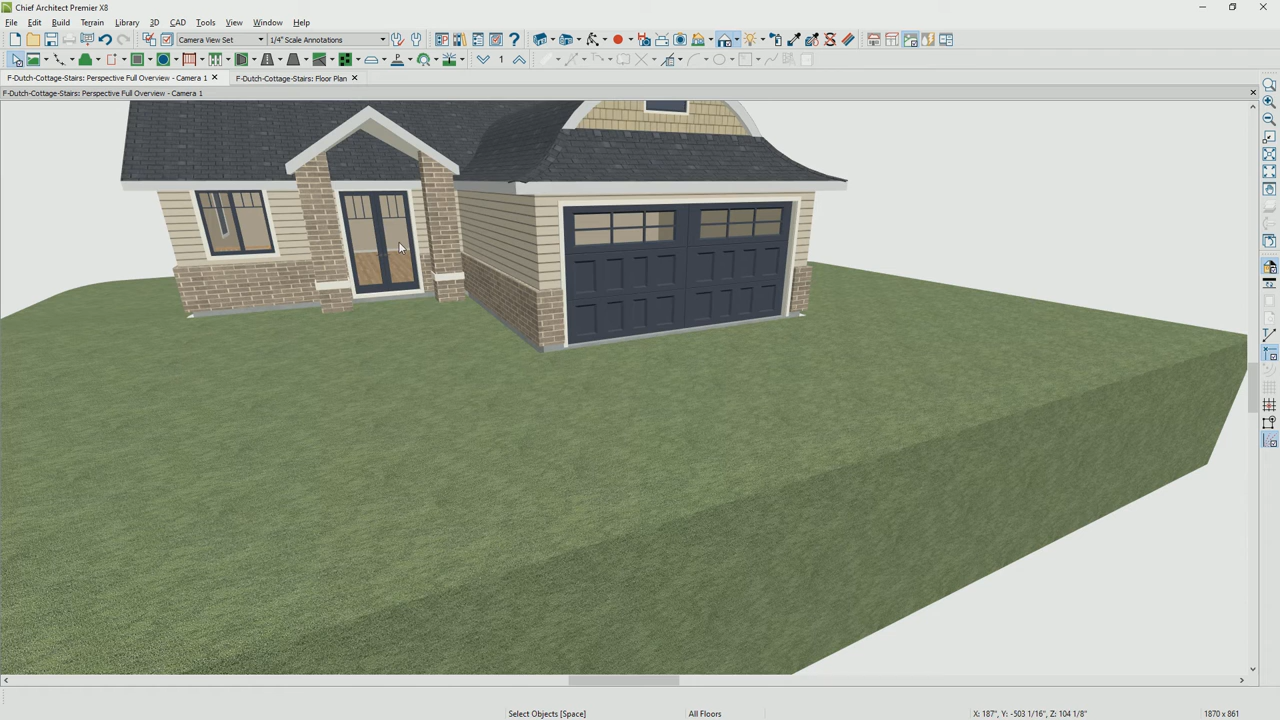 Chief Architect Premier X8
File Edit Build Terrain Library 3D CAD Tools View Window Help
Camera View Set 1/4" Scale Annotations
1
F-Dutch-Cottage-Stairs: Perspective Full Overview - Camera 1 F-Dutch-Cottage-Stairs: Floor Plan
F-Dutch-Cottage-Stairs: Perspective Full Overview - Camera 1
Select Objects [Space] All Floors X: 187", Y: -503 1/16", Z: 104 1/8" 1870 x 861